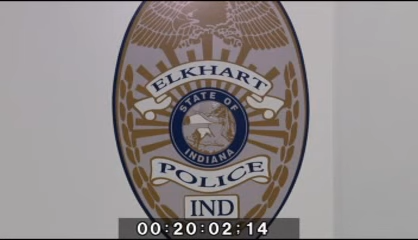 ELKHART
STATE OF
INDIANA
POLICE
IND
00:20:02:14